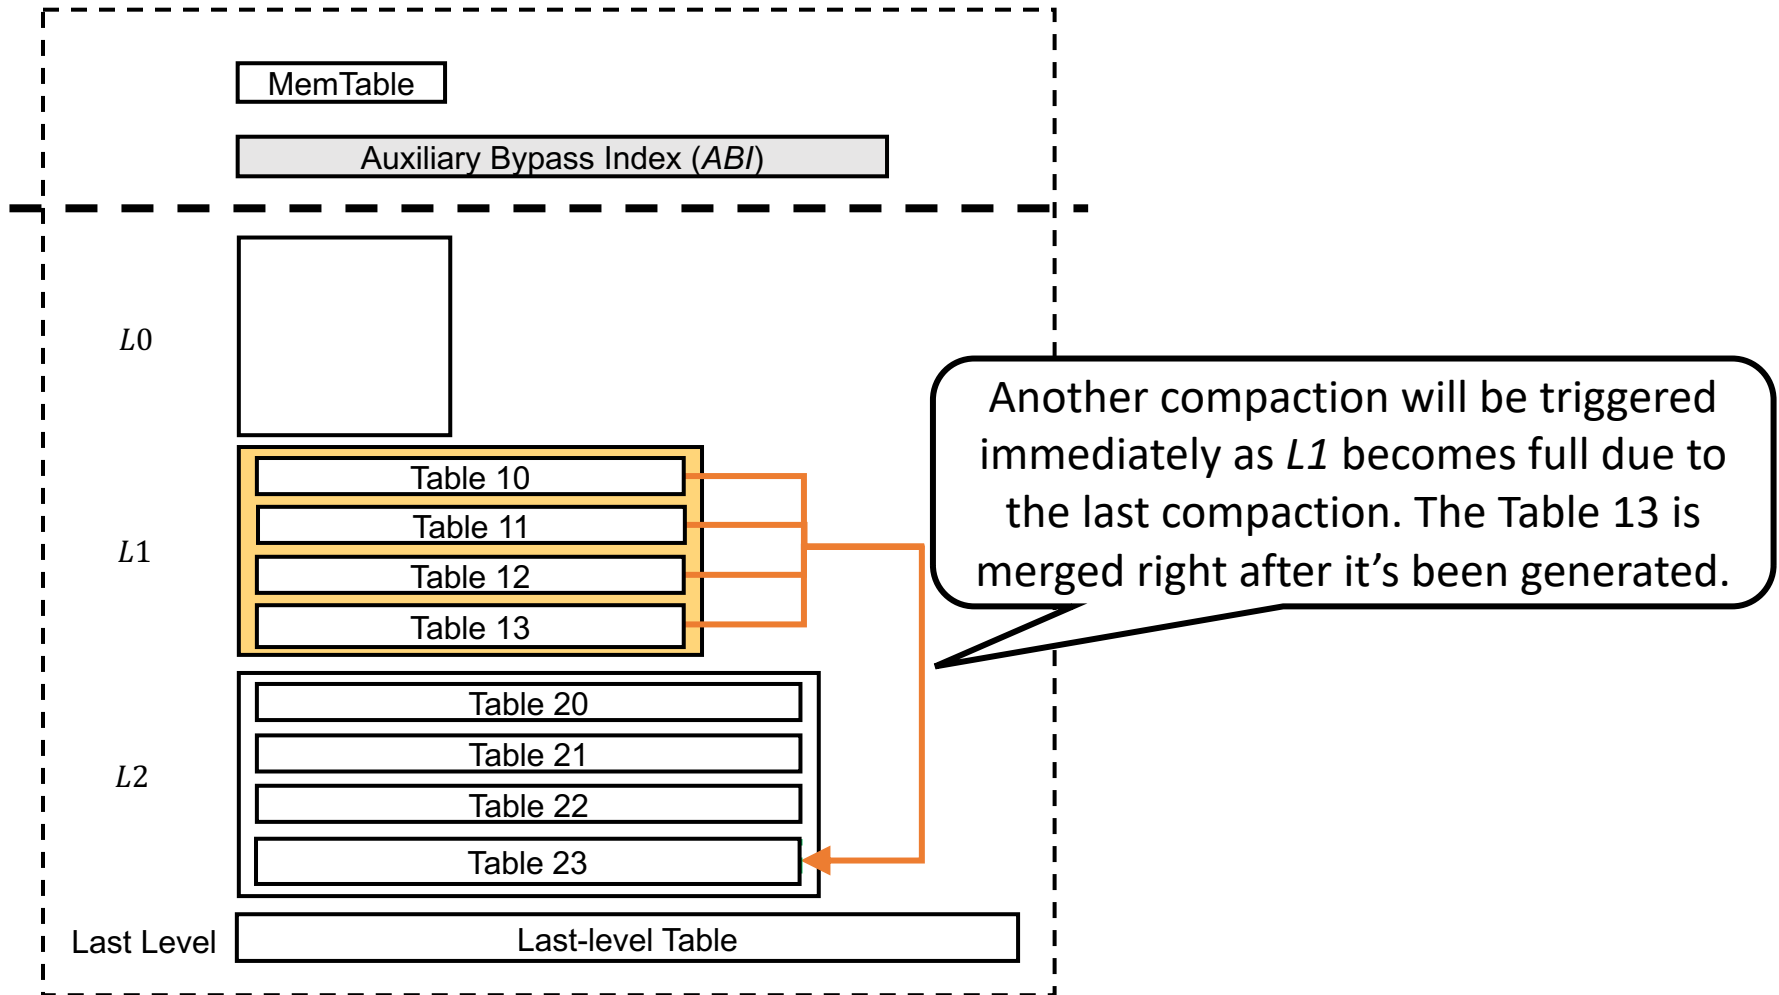 MemTable
Auxiliary Bypass Index (ABI)
L0
Another compaction will be triggered
immediately as L1 becomes full due to
the last compaction. The Table 13 is
merged right after it’s been generated.
L1
Table 10
Table 11
Table 12
Table 13
L2
Table 20
Table 21
Table 22
Table 23
Last Level
Last-level Table